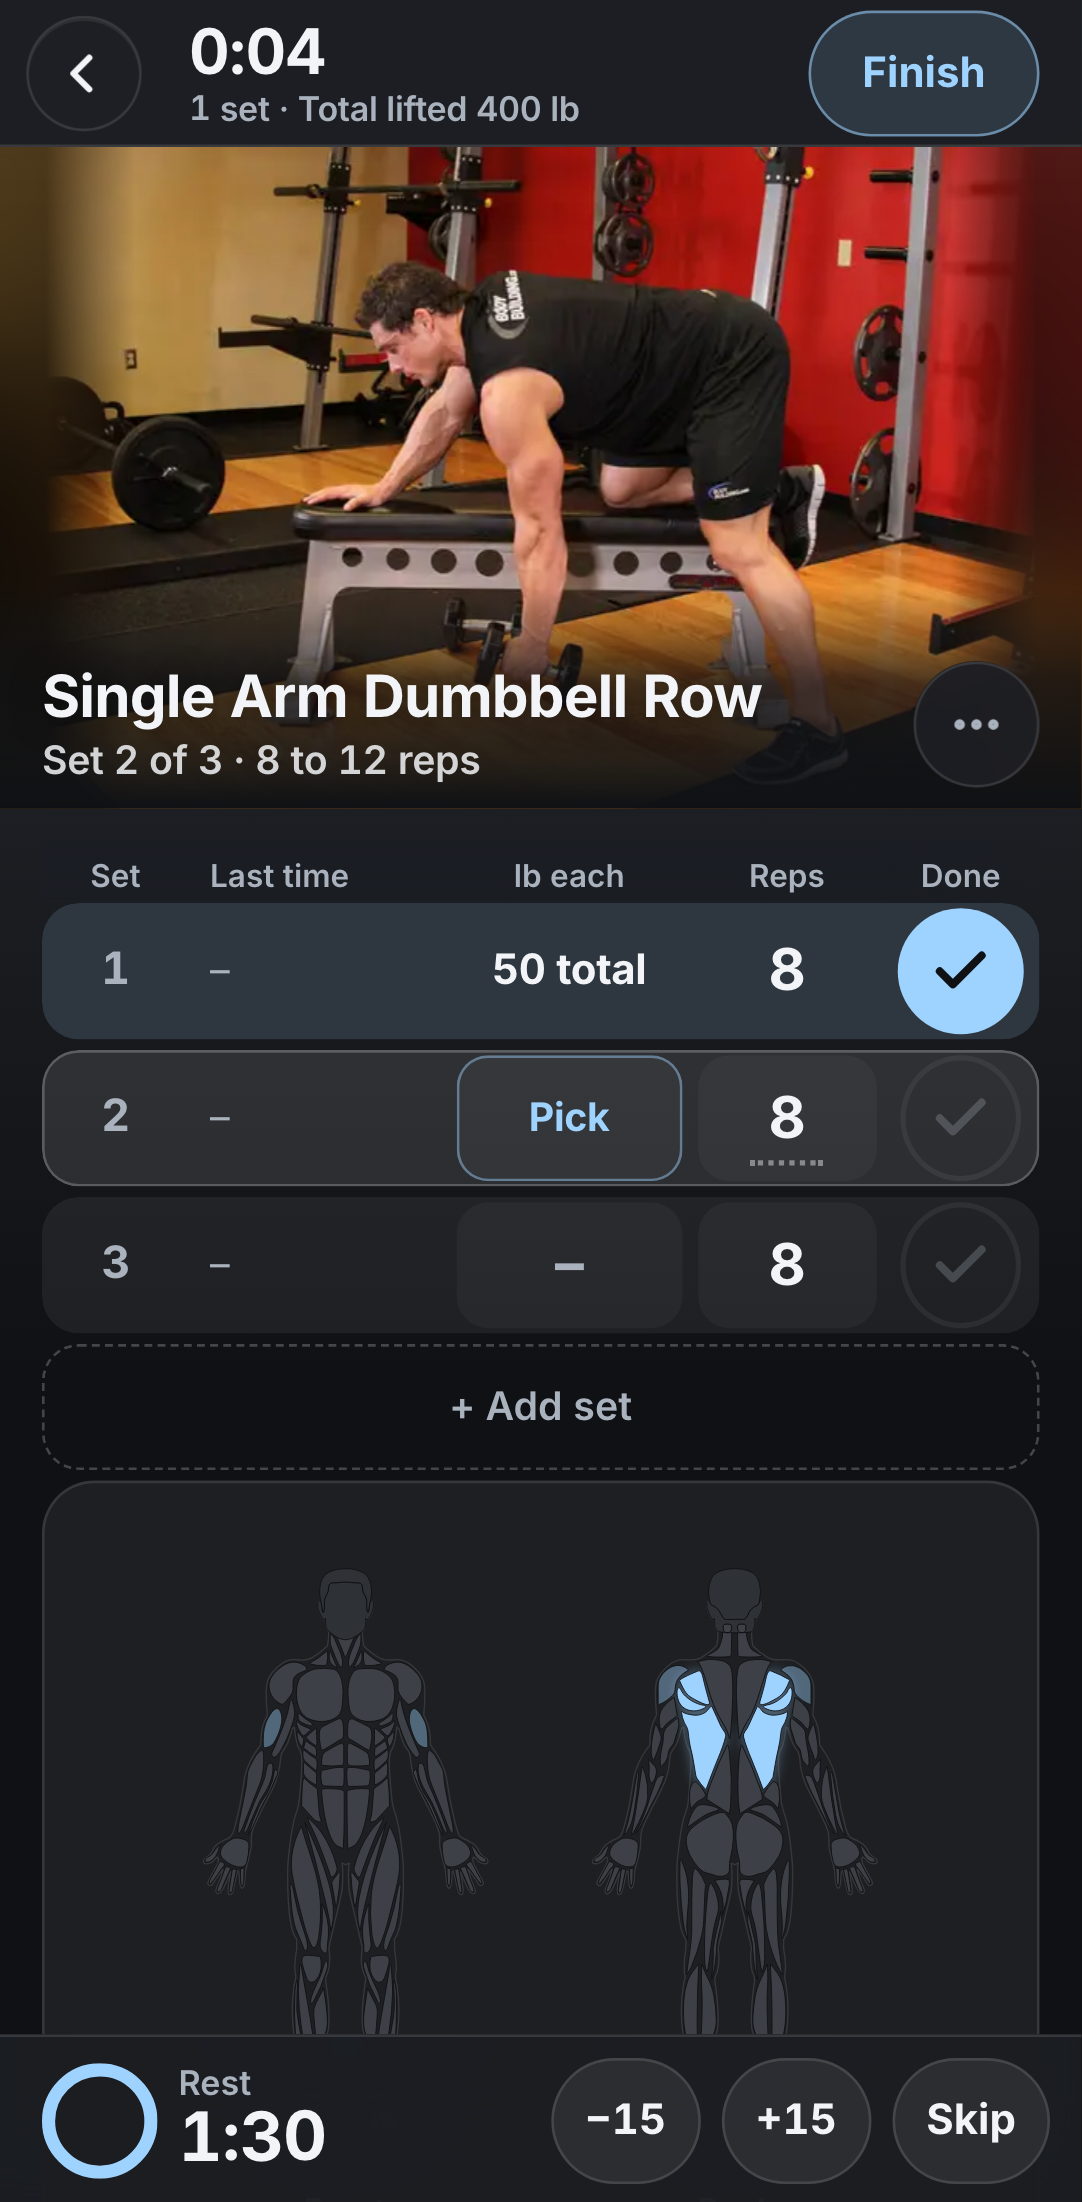 0:04
1 set · Total lifted 400 lb
Finish
BODY
BUILDING
Single Arm Dumbbell Row
Set 2 of 3 · 8 to 12 reps
Set Last time lb each Reps Done
1 – 50 total 8
2 – Pick 8
3 – – 8
+ Add set
Rest
1:30
−15 +15 Skip